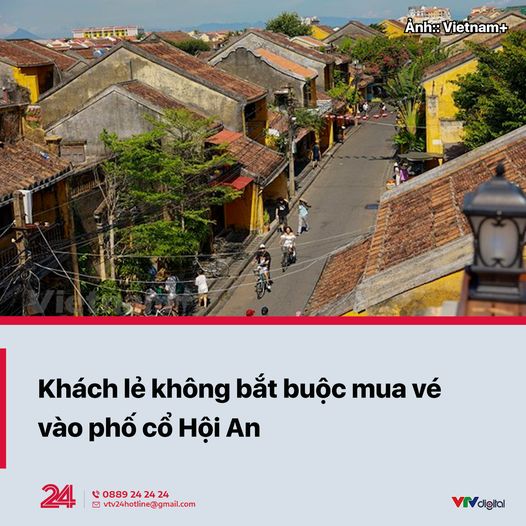 Ảnh:: Vietnam+
Vietnam+
Khách lẻ không bắt buộc mua vé
vào phố cổ Hội An
24
0889 24 24 24
vtv24hotline@gmail.com
VTVdigital